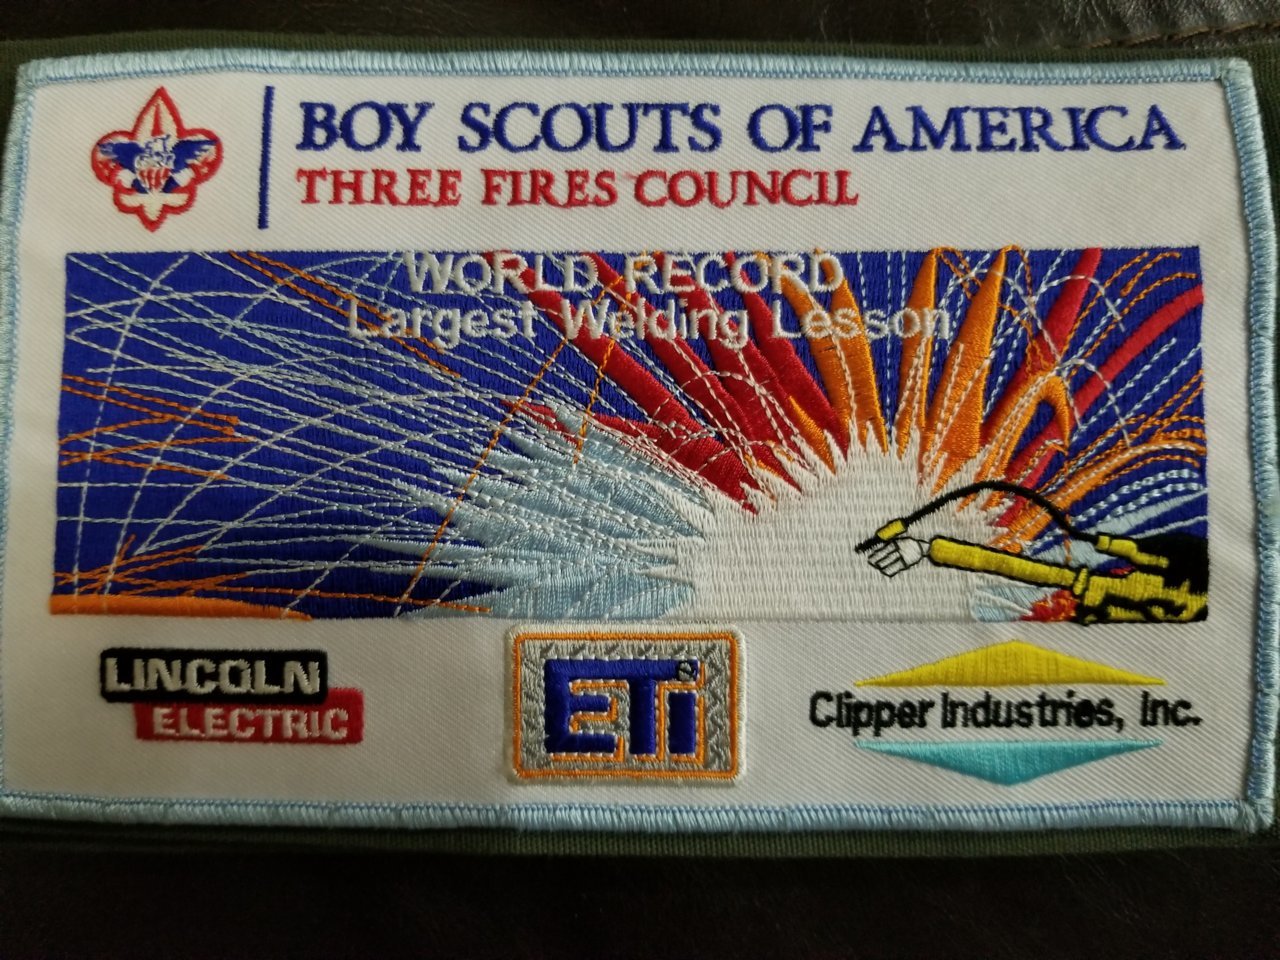 BOY SCOUTS OF AMERICA
THREE FIRES COUNCIL
WORLD RECORD
Largest Welding Lesson
LINCOLN
ELECTRIC
ETi
Clipper Industries, Inc.